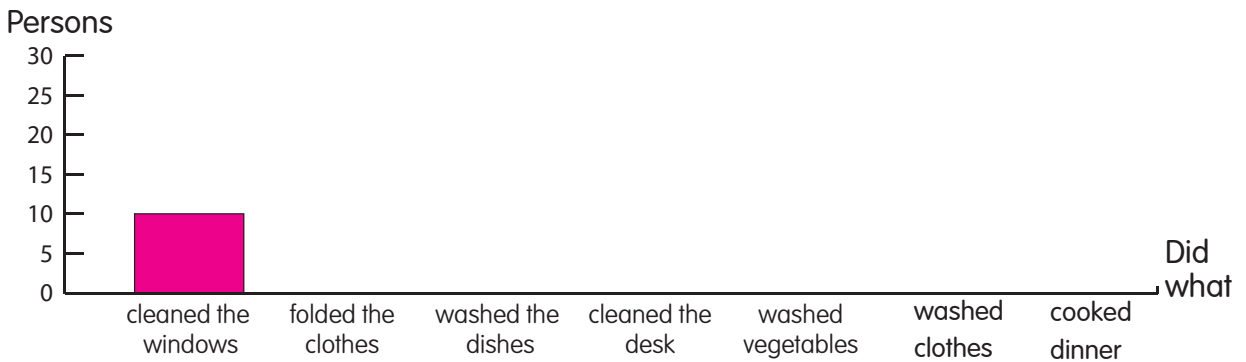 Persons
30
25
20
15
10
5
0
cleaned the
windows
folded the
clothes
washed the
dishes
cleaned the
desk
washed
vegetables
washed
clothes
cooked
dinner
Did
what